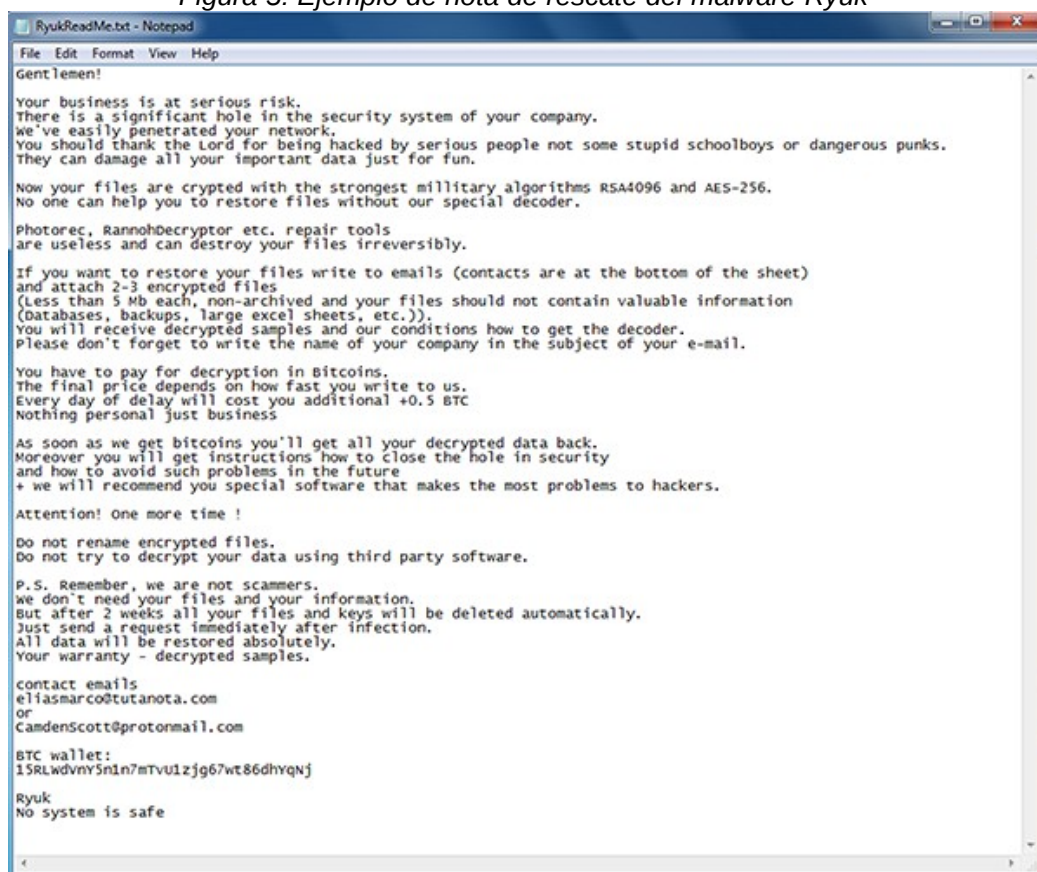 Figura 3. Ejemplo de nota de rescate del malware Ryuk
RyukReadMe.txt - Notepad
File Edit Format View Help
Gentlemen!
Your business is at serious risk.
There is a significant hole in the security system of your company.
We've easily penetrated your network.
You should thank the Lord for being hacked by serious people not some stupid schoolboys or dangerous punks.
They can damage all your important data just for fun.
Now your files are crypted with the strongest millitary algorithms RSA4096 and AES-256.
No one can help you to restore files without our special decoder.
Photorec, RannohDecryptor etc. repair tools
are useless and can destroy your files irreversibly.
If you want to restore your files write to emails (contacts are at the bottom of the sheet)
and attach 2-3 encrypted files
(Less than 5 Mb each, non-archived and your files should not contain valuable information
(Databases, backups, large excel sheets, etc.)).
You will receive decrypted samples and our conditions how to get the decoder.
Please don't forget to write the name of your company in the subject of your e-mail.
You have to pay for decryption in Bitcoins.
The final price depends on how fast you write to us.
Every day of delay will cost you additional +0.5 BTC
Nothing personal just business
As soon as we get bitcoins you'll get all your decrypted data back.
Moreover you will get instructions how to close the hole in security
and how to avoid such problems in the future
+ we will recommend you special software that makes the most problems to hackers.
Attention! One more time !
Do not rename encrypted files.
Do not try to decrypt your data using third party software.
P.S. Remember, we are not scammers.
We don`t need your files and your information.
But after 2 weeks all your files and keys will be deleted automatically.
Just send a request immediately after infection.
All data will be restored absolutely.
Your warranty - decrypted samples.
contact emails
eliasmarco@tutanota.com
or
CamdenScott@protonmail.com
BTC wallet:
15RLWdVnY5n1n7mTvU1zjg67wt86dhYqNj
Ryuk
No system is safe